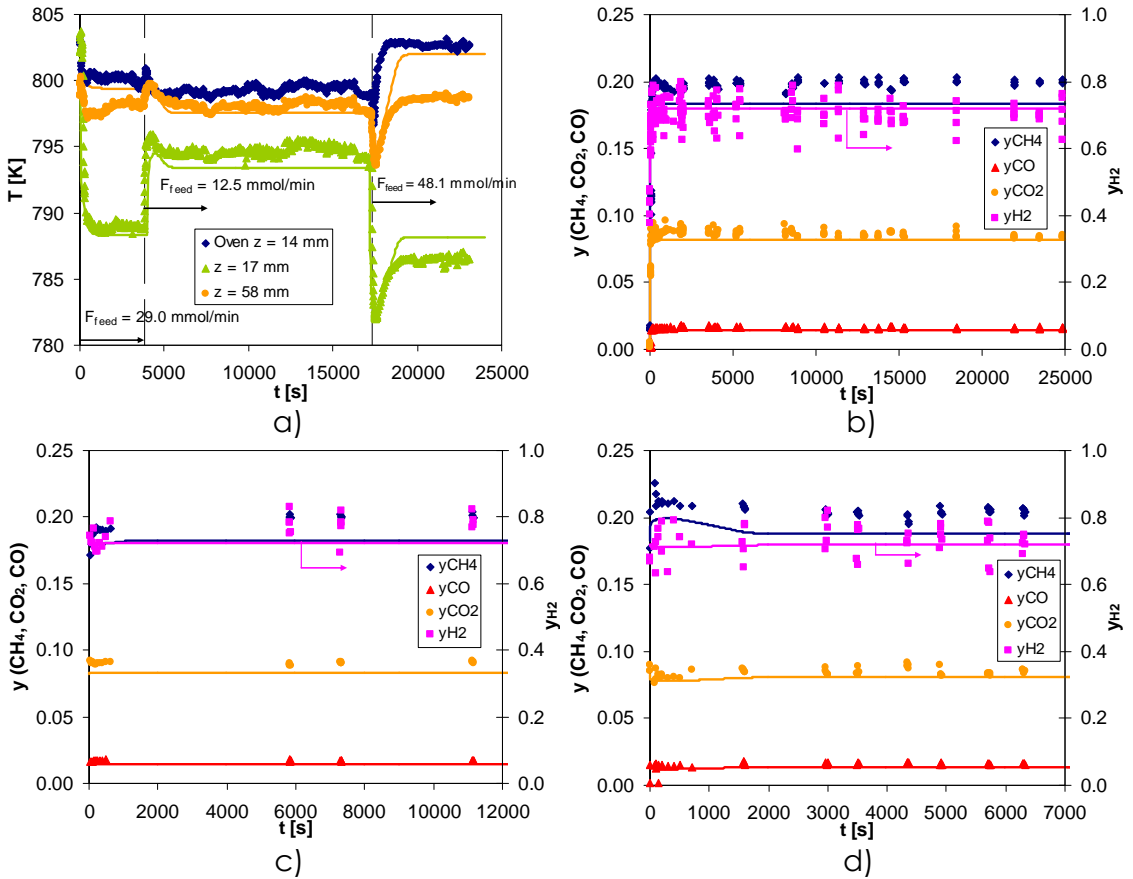 a)
T [K]
805
800
795
790
785
780
0
5000
10000
15000
20000
25000
t [s]
F_feed = 12.5 mmol/min
F_feed = 48.1 mmol/min
F_feed = 29.0 mmol/min
Oven z = 14 mm
z = 17 mm
z = 58 mm
b)
y (CH₄, CO₂, CO)
0.25
0.20
0.15
0.10
0.05
0.00
0
5000
10000
15000
20000
25000
t [s]
1.0
0.8
0.6
0.4
0.2
0.0
y_H2
yCH4
yCO
yCO2
yH2
c)
y (CH₄, CO₂, CO)
0.25
0.20
0.15
0.10
0.05
0.00
0
2000
4000
6000
8000
10000
12000
t [s]
1.0
0.8
0.6
0.4
0.2
0.0
y_H2
yCH4
yCO
yCO2
yH2
d)
y (CH₄, CO₂, CO)
0.25
0.20
0.15
0.10
0.05
0.00
0
1000
2000
3000
4000
5000
6000
7000
t [s]
1.0
0.8
0.6
0.4
0.2
0.0
y_H2
yCH4
yCO
yCO2
yH2